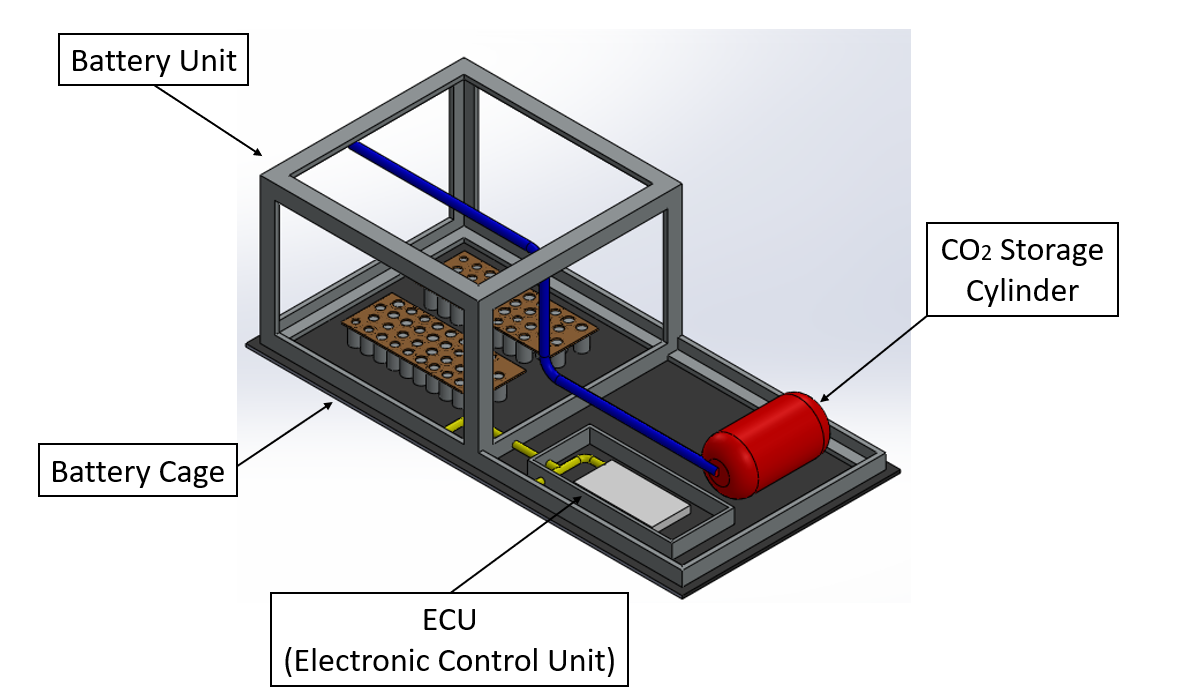 Battery Unit
CO2 Storage
Cylinder
Battery Cage
ECU
(Electronic Control Unit)